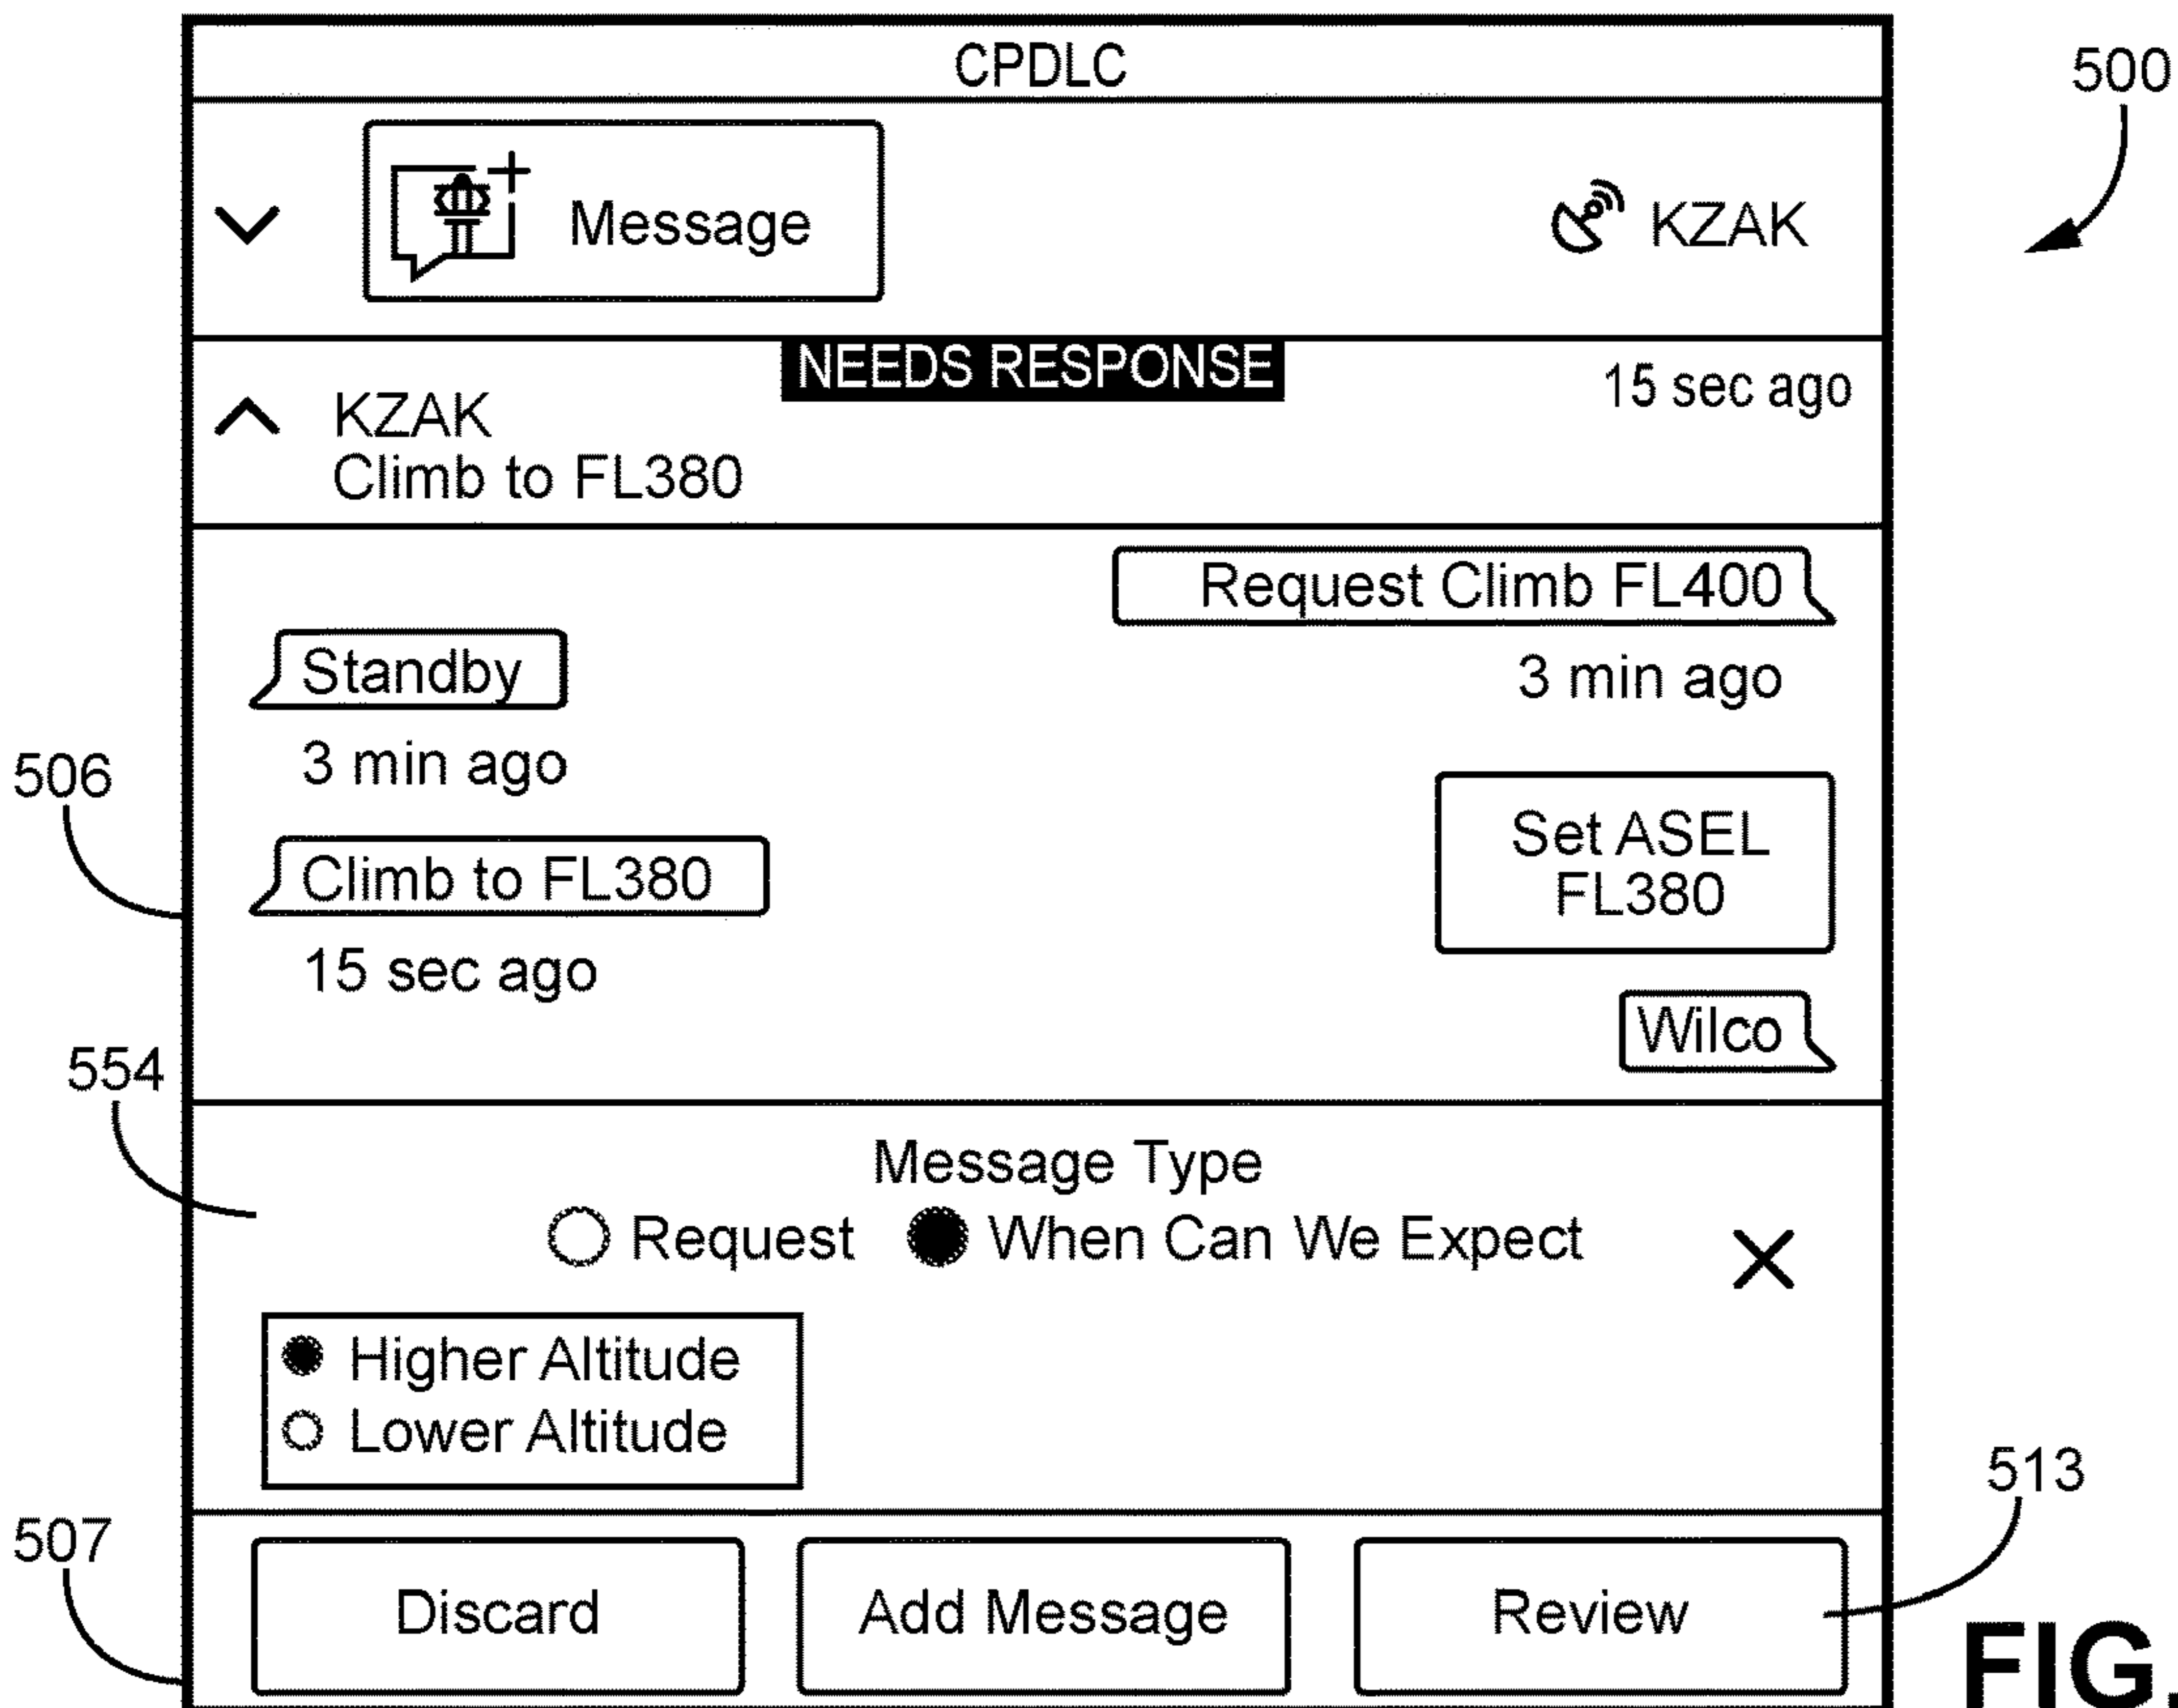 CPDLC
500
Message
KZAK
NEEDS RESPONSE
15 sec ago
KZAK
Climb to FL380
Request Climb FL400
3 min ago
Standby
3 min ago
506
Set ASEL
FL380
Climb to FL380
15 sec ago
Wilco
554
Message Type
Request When Can We Expect
Higher Altitude
Lower Altitude
513
507
Discard Add Message Review
FIG.